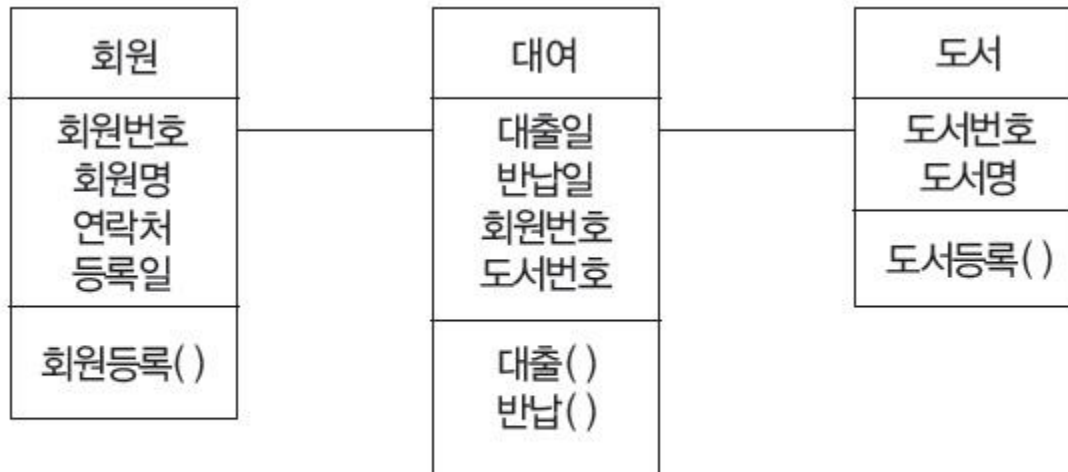 회원
회원번호
회원명
연락처
등록일
회원등록( )
대여
대출일
반납일
회원번호
도서번호
대출( )
반납( )
도서
도서번호
도서명
도서등록( )